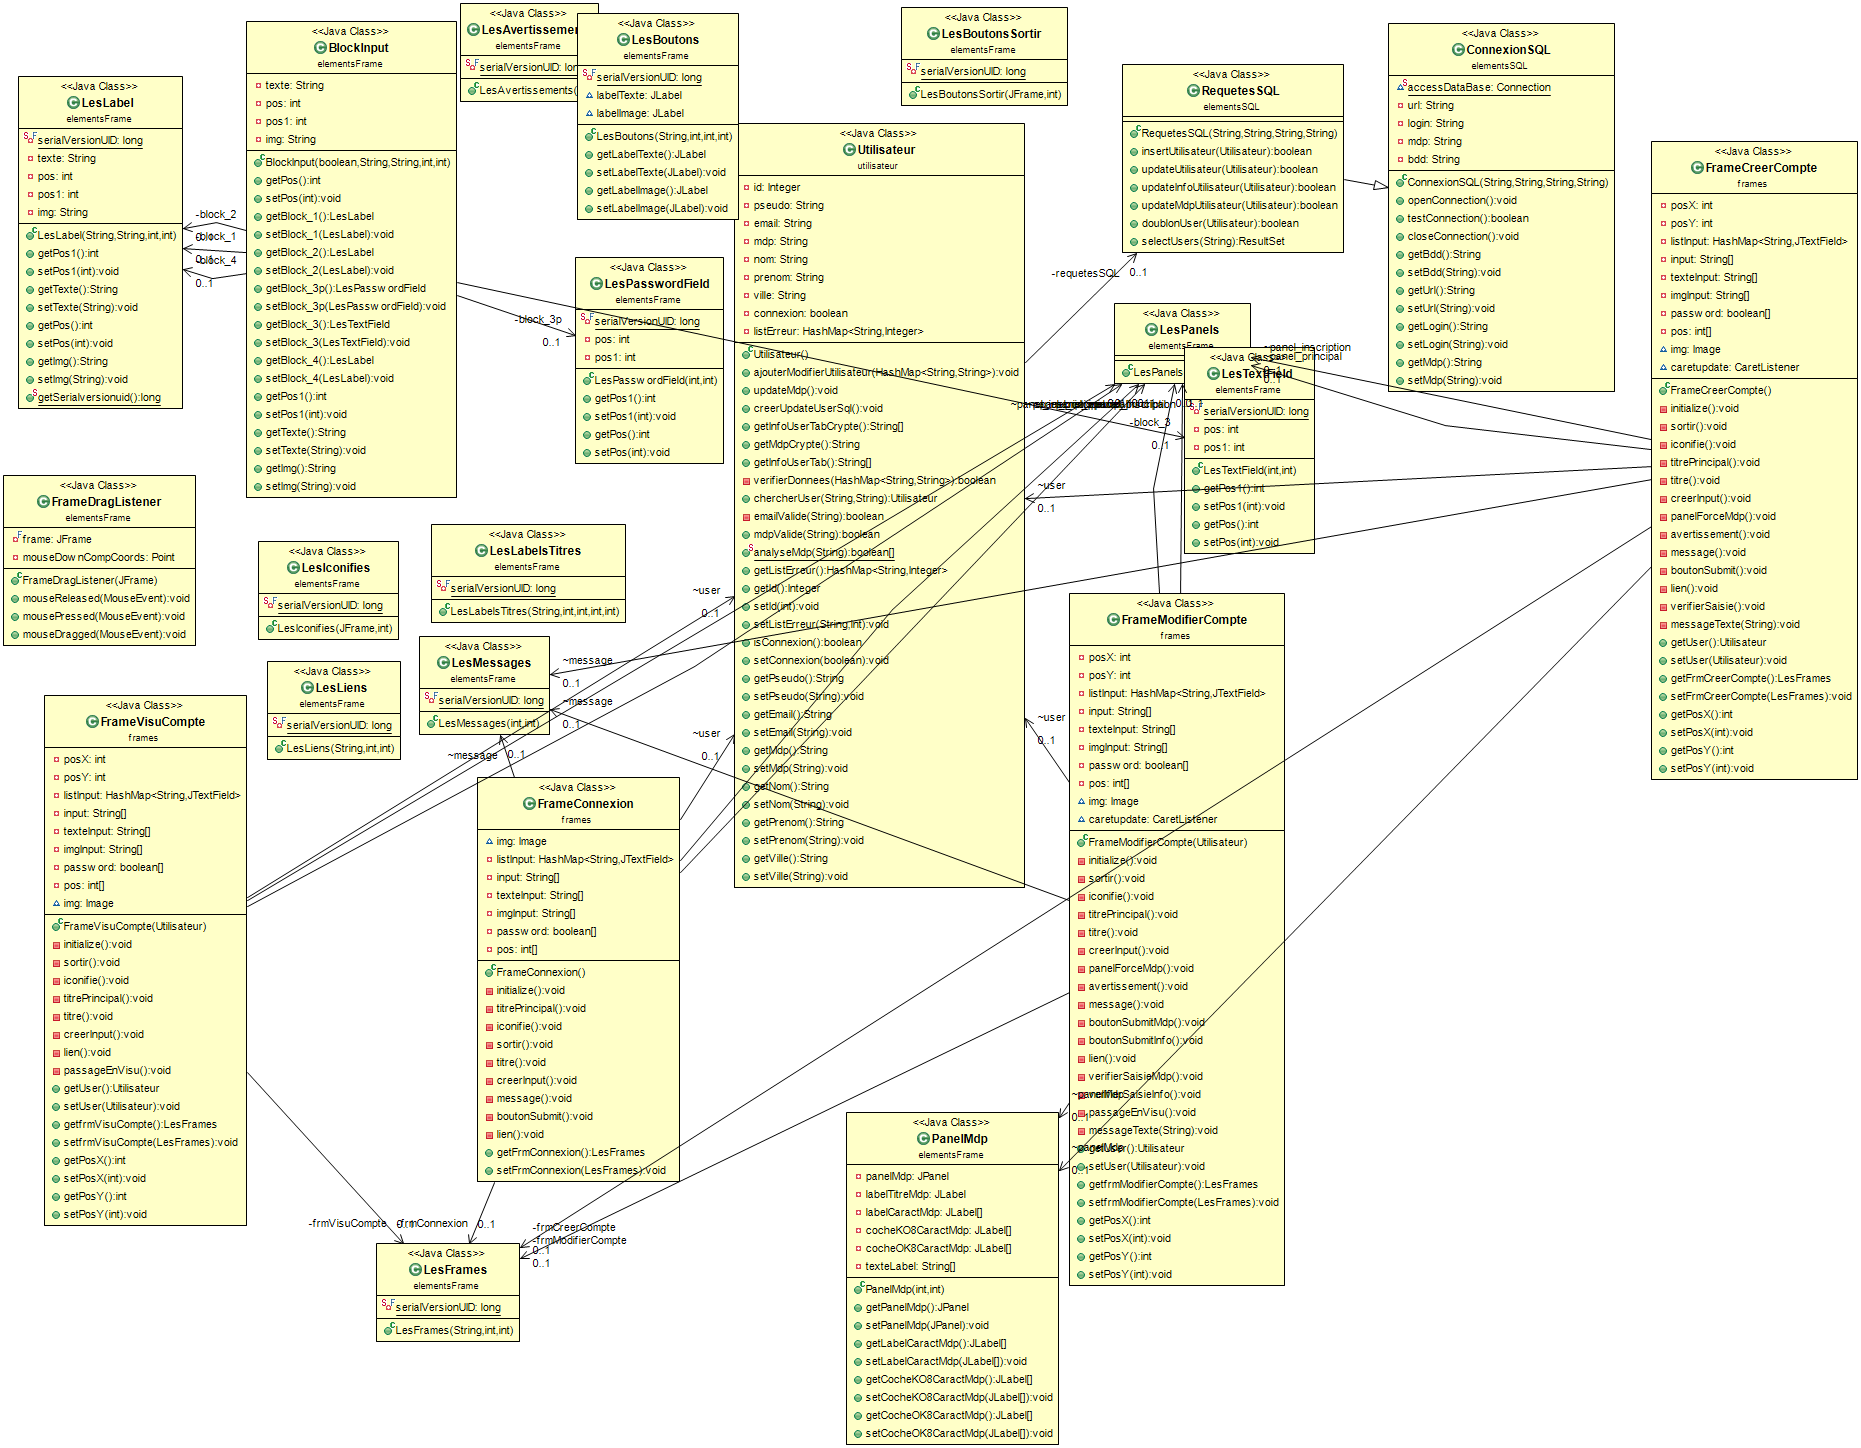 <<Java Class>>
LesLabel
elementsFrame
serialVersionUID: long
texte: String
pos: int
pos1: int
img: String
LesLabel(String,String,int,int)
getPos1():int
setPos1(int):void
getTexte():String
setTexte(String):void
getPos():int
setPos(int):void
getImg():String
setImg(String):void
getSerialversionuid():long
<<Java Class>>
BlockInput
elementsFrame
texte: String
pos: int
pos1: int
img: String
BlockInput(boolean,String,String,int,int)
getPos():int
setPos(int):void
getBlock_1():LesLabel
setBlock_1(LesLabel):void
getBlock_2():LesLabel
setBlock_2(LesLabel):void
getBlock_3p():LesPasswordField
setBlock_3p(LesPasswordField):void
getBlock_3():LesTextField
setBlock_3(LesTextField):void
getBlock_4():LesLabel
setBlock_4(LesLabel):void
getPos1():int
setPos1(int):void
getTexte():String
setTexte(String):void
getImg():String
setImg(String):void
-block_2
-block_1
-block_4
0..1
<<Java Class>>
LesAvertissemen
elementsFrame
serialVersionUID: lon
LesAvertissements(
<<Java Class>>
LesBoutons
elementsFrame
serialVersionUID: long
labelTexte: JLabel
labelImage: JLabel
LesBoutons(String,int,int,int)
getLabelTexte():JLabel
setLabelTexte(JLabel):void
getLabelImage():JLabel
setLabelImage(JLabel):void
<<Java Class>>
LesBoutonsSortir
elementsFrame
serialVersionUID: long
LesBoutonsSortir(JFrame,int)
<<Java Class>>
RequetesSQL
elementsSQL
RequetesSQL(String,String,String,String)
insertUtilisateur(Utilisateur):boolean
updateUtilisateur(Utilisateur):boolean
updateInfoUtilisateur(Utilisateur):boolean
updateMdpUtilisateur(Utilisateur):boolean
doublonUser(Utilisateur):boolean
selectUsers(String):ResultSet
<<Java Class>>
ConnexionSQL
elementsSQL
accessDataBase: Connection
url: String
login: String
mdp: String
bdd: String
ConnexionSQL(String,String,String,String)
openConnection():void
testConnection():boolean
closeConnection():void
getBdd():String
setBdd(String):void
getUrl():String
setUrl(String):void
getLogin():String
setLogin(String):void
getMdp():String
setMdp(String):void
<<Java Class>>
FrameCreerCompte
frames
posX: int
posY: int
listInput: HashMap<String,JTextField>
input: String[]
texteInput: String[]
imgInput: String[]
password: boolean[]
pos: int[]
img: Image
caretupdate: CaretListener
FrameCreerCompte()
initialize():void
sortir():void
iconifie():void
titrePrincipal():void
titre():void
creerInput():void
panelForceMdp():void
avertissement():void
message():void
boutonSubmit():void
lien():void
verifierSaisie():void
messageTexte(String):void
getUser():Utilisateur
setUser(Utilisateur):void
getFrmCreerCompte():LesFrames
setFrmCreerCompte(LesFrames):void
getPosX():int
setPosX(int):void
getPosY():int
setPosY(int):void
<<Java Class>>
Utilisateur
utilisateur
id: Integer
pseudo: String
email: String
mdp: String
nom: String
prenom: String
ville: String
connexion: boolean
listErreur: HashMap<String,Integer>
Utilisateur()
ajouterModifierUtilisateur(HashMap<String,String>):void
updateMdp():void
creerUpdateUserSql():void
getInfoUserTabCrypte():String[]
getMdpCrypte():String
getInfoUserTab():String[]
verifierDonnees(HashMap<String,String>):boolean
chercherUser(String,String):Utilisateur
emailValide(String):boolean
mdpValide(String):boolean
analyseMdp(String):boolean[]
getListErreur():HashMap<String,Integer>
getId():Integer
setId(int):void
setListErreur(String,int):void
isConnexion():boolean
setConnexion(boolean):void
getPseudo():String
setPseudo(String):void
getEmail():String
setEmail(String):void
getMdp():String
setMdp(String):void
getNom():String
setNom(String):void
getPrenom():String
setPrenom(String):void
getVille():String
setVille(String):void
-requetesSQL
0..1
<<Java Class>>
LesPasswordField
elementsFrame
serialVersionUID: long
pos: int
pos1: int
LesPasswordField(int,int)
getPos1():int
setPos1(int):void
getPos():int
setPos(int):void
-block_3p
0..1
<<Java Class>>
LesPanels
elementsFrame
LesPanels
~panel_inscription
~panel_principal
0..1
<<Java Class>>
LesTextField
elementsFrame
serialVersionUID: long
pos: int
pos1: int
LesTextField(int,int)
getPos1():int
setPos1(int):void
getPos():int
setPos(int):void
-block_3
0..1
~user
0..1
<<Java Class>>
FrameDragListener
elementsFrame
frame: JFrame
mouseDownCompCoords: Point
FrameDragListener(JFrame)
mouseReleased(MouseEvent):void
mousePressed(MouseEvent):void
mouseDragged(MouseEvent):void
<<Java Class>>
LesIconifies
elementsFrame
serialVersionUID: long
LesIconifies(JFrame,int)
<<Java Class>>
LesLabelsTitres
elementsFrame
serialVersionUID: long
LesLabelsTitres(String,int,int,int,int)
<<Java Class>>
LesMessages
elementsFrame
serialVersionUID: long
LesMessages(int,int)
~message
0..1
~message
0..1
~message
0..1
~user
0..1
~user
0..1
~user
0..1
<<Java Class>>
LesLiens
elementsFrame
serialVersionUID: long
LesLiens(String,int,int)
<<Java Class>>
FrameVisuCompte
frames
posX: int
posY: int
listInput: HashMap<String,JTextField>
input: String[]
texteInput: String[]
imgInput: String[]
password: boolean[]
pos: int[]
img: Image
FrameVisuCompte(Utilisateur)
initialize():void
sortir():void
iconifie():void
titrePrincipal():void
titre():void
creerInput():void
lien():void
passageEnVisu():void
getUser():Utilisateur
setUser(Utilisateur):void
getfrmVisuCompte():LesFrames
setfrmVisuCompte(LesFrames):void
getPosX():int
setPosX(int):void
getPosY():int
setPosY(int):void
<<Java Class>>
FrameConnexion
frames
img: Image
listInput: HashMap<String,JTextField>
input: String[]
texteInput: String[]
imgInput: String[]
password: boolean[]
pos: int[]
FrameConnexion()
initialize():void
titrePrincipal():void
iconifie():void
sortir():void
titre():void
creerInput():void
message():void
boutonSubmit():void
lien():void
getFrmConnexion():LesFrames
setFrmConnexion(LesFrames):void
<<Java Class>>
FrameModifierCompte
frames
posX: int
posY: int
listInput: HashMap<String,JTextField>
input: String[]
texteInput: String[]
imgInput: String[]
password: boolean[]
pos: int[]
img: Image
caretupdate: CaretListener
FrameModifierCompte(Utilisateur)
initialize():void
sortir():void
iconifie():void
titrePrincipal():void
titre():void
creerInput():void
panelForceMdp():void
avertissement():void
message():void
boutonSubmitMdp():void
boutonSubmitInfo():void
lien():void
verifierSaisieMdp():void
verifierSaisieInfo():void
passageEnVisu():void
messageTexte(String):void
getUser():Utilisateur
setUser(Utilisateur):void
getfrmModifierCompte():LesFrames
setfrmModifierCompte(LesFrames):void
getPosX():int
setPosX(int):void
getPosY():int
setPosY(int):void
~panelMdp
0..1
~panelMdp
0..1
<<Java Class>>
PanelMdp
elementsFrame
panelMdp: JPanel
labelTitreMdp: JLabel
labelCaractMdp: JLabel[]
cocheKO8CaractMdp: JLabel[]
cocheOK8CaractMdp: JLabel[]
texteLabel: String[]
PanelMdp(int,int)
getPanelMdp():JPanel
setPanelMdp(JPanel):void
getLabelCaractMdp():JLabel[]
setLabelCaractMdp(JLabel[]):void
getCocheKO8CaractMdp():JLabel[]
setCocheKO8CaractMdp(JLabel[]):void
getCocheOK8CaractMdp():JLabel[]
setCocheOK8CaractMdp(JLabel[]):void
-frmVisuCompte
0..1
-frmConnexion
0..1
-frmCreerCompte
0..1
-frmModifierCompte
0..1
<<Java Class>>
LesFrames
elementsFrame
serialVersionUID: long
LesFrames(String,int,int)